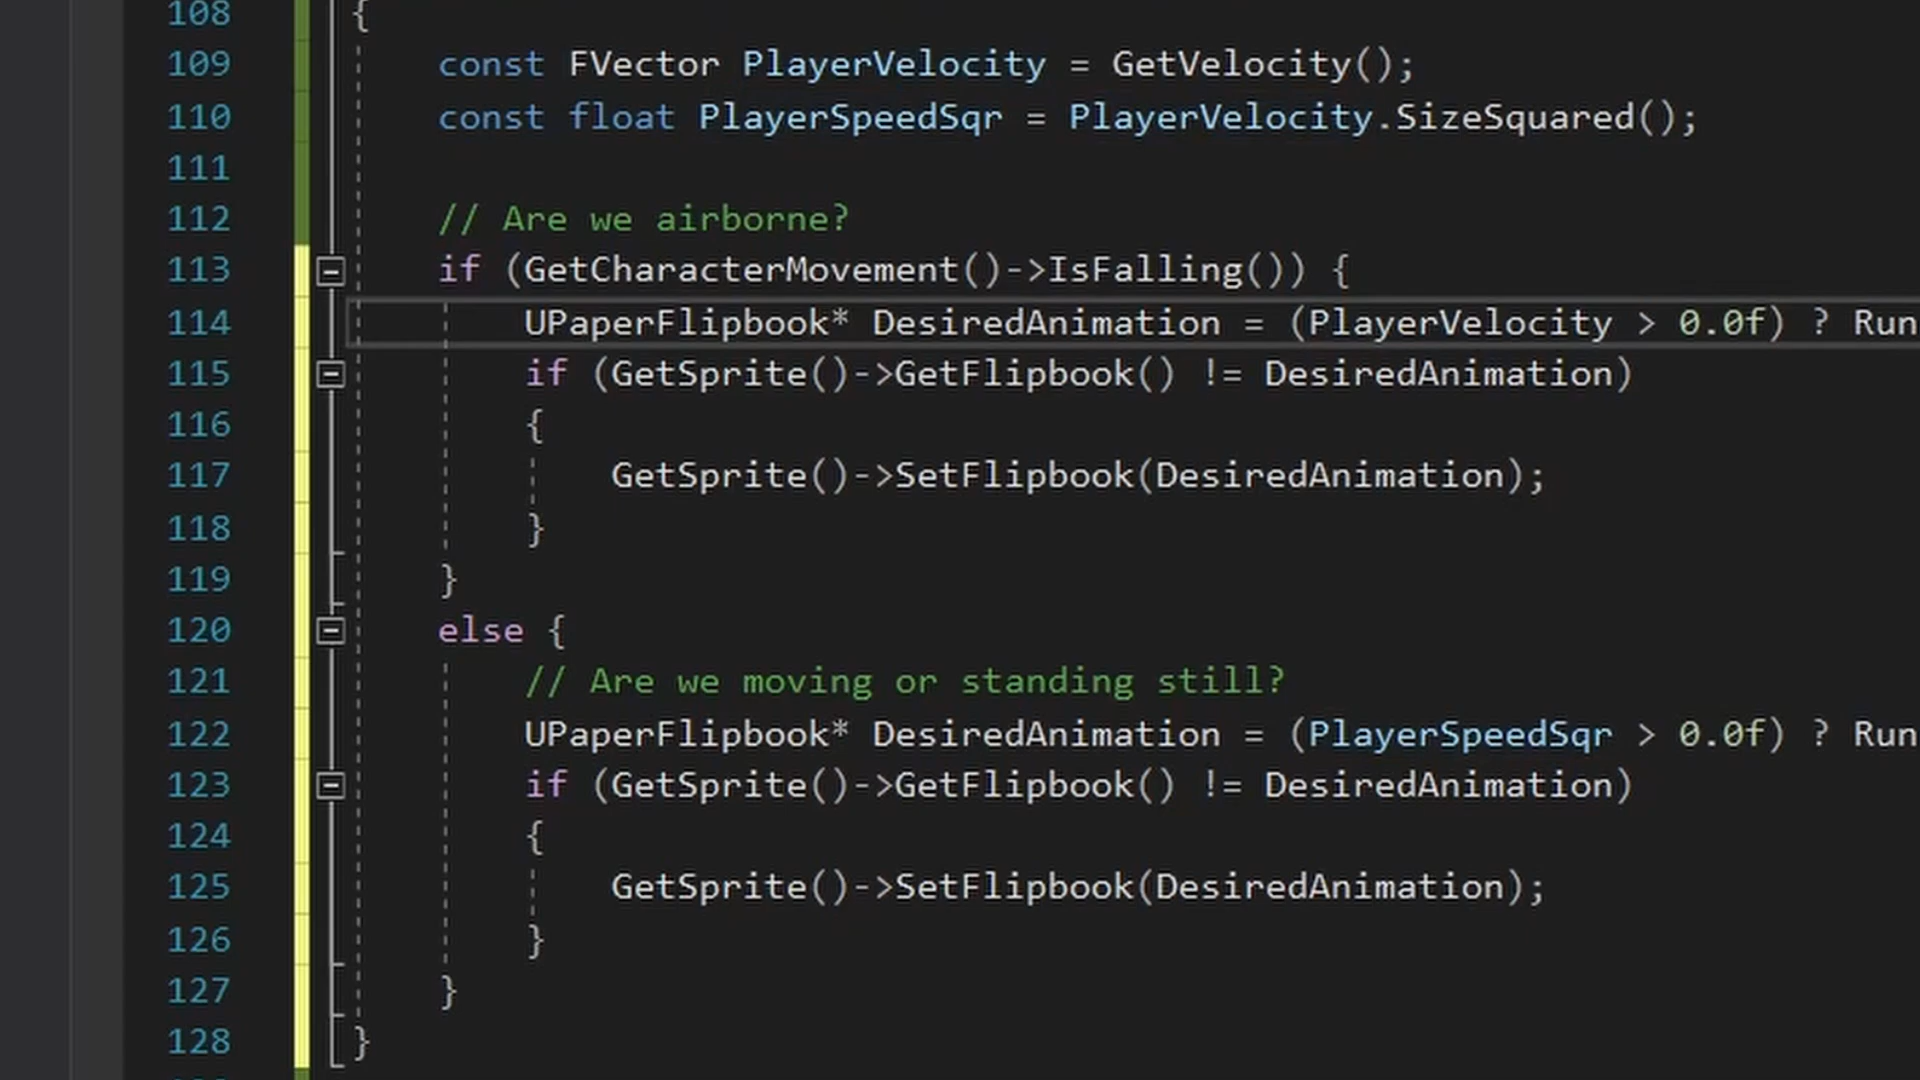 108 {
109 const FVector PlayerVelocity = GetVelocity();
110 const float PlayerSpeedSqr = PlayerVelocity.SizeSquared();
111
112 // Are we airborne?
113 if (GetCharacterMovement()->IsFalling()) {
114 UPaperFlipbook* DesiredAnimation = (PlayerVelocity > 0.0f) ? Run
115 if (GetSprite()->GetFlipbook() != DesiredAnimation)
116 {
117 GetSprite()->SetFlipbook(DesiredAnimation);
118 }
119 }
120 else {
121 // Are we moving or standing still?
122 UPaperFlipbook* DesiredAnimation = (PlayerSpeedSqr > 0.0f) ? Run
123 if (GetSprite()->GetFlipbook() != DesiredAnimation)
124 {
125 GetSprite()->SetFlipbook(DesiredAnimation);
126 }
127 }
128 }